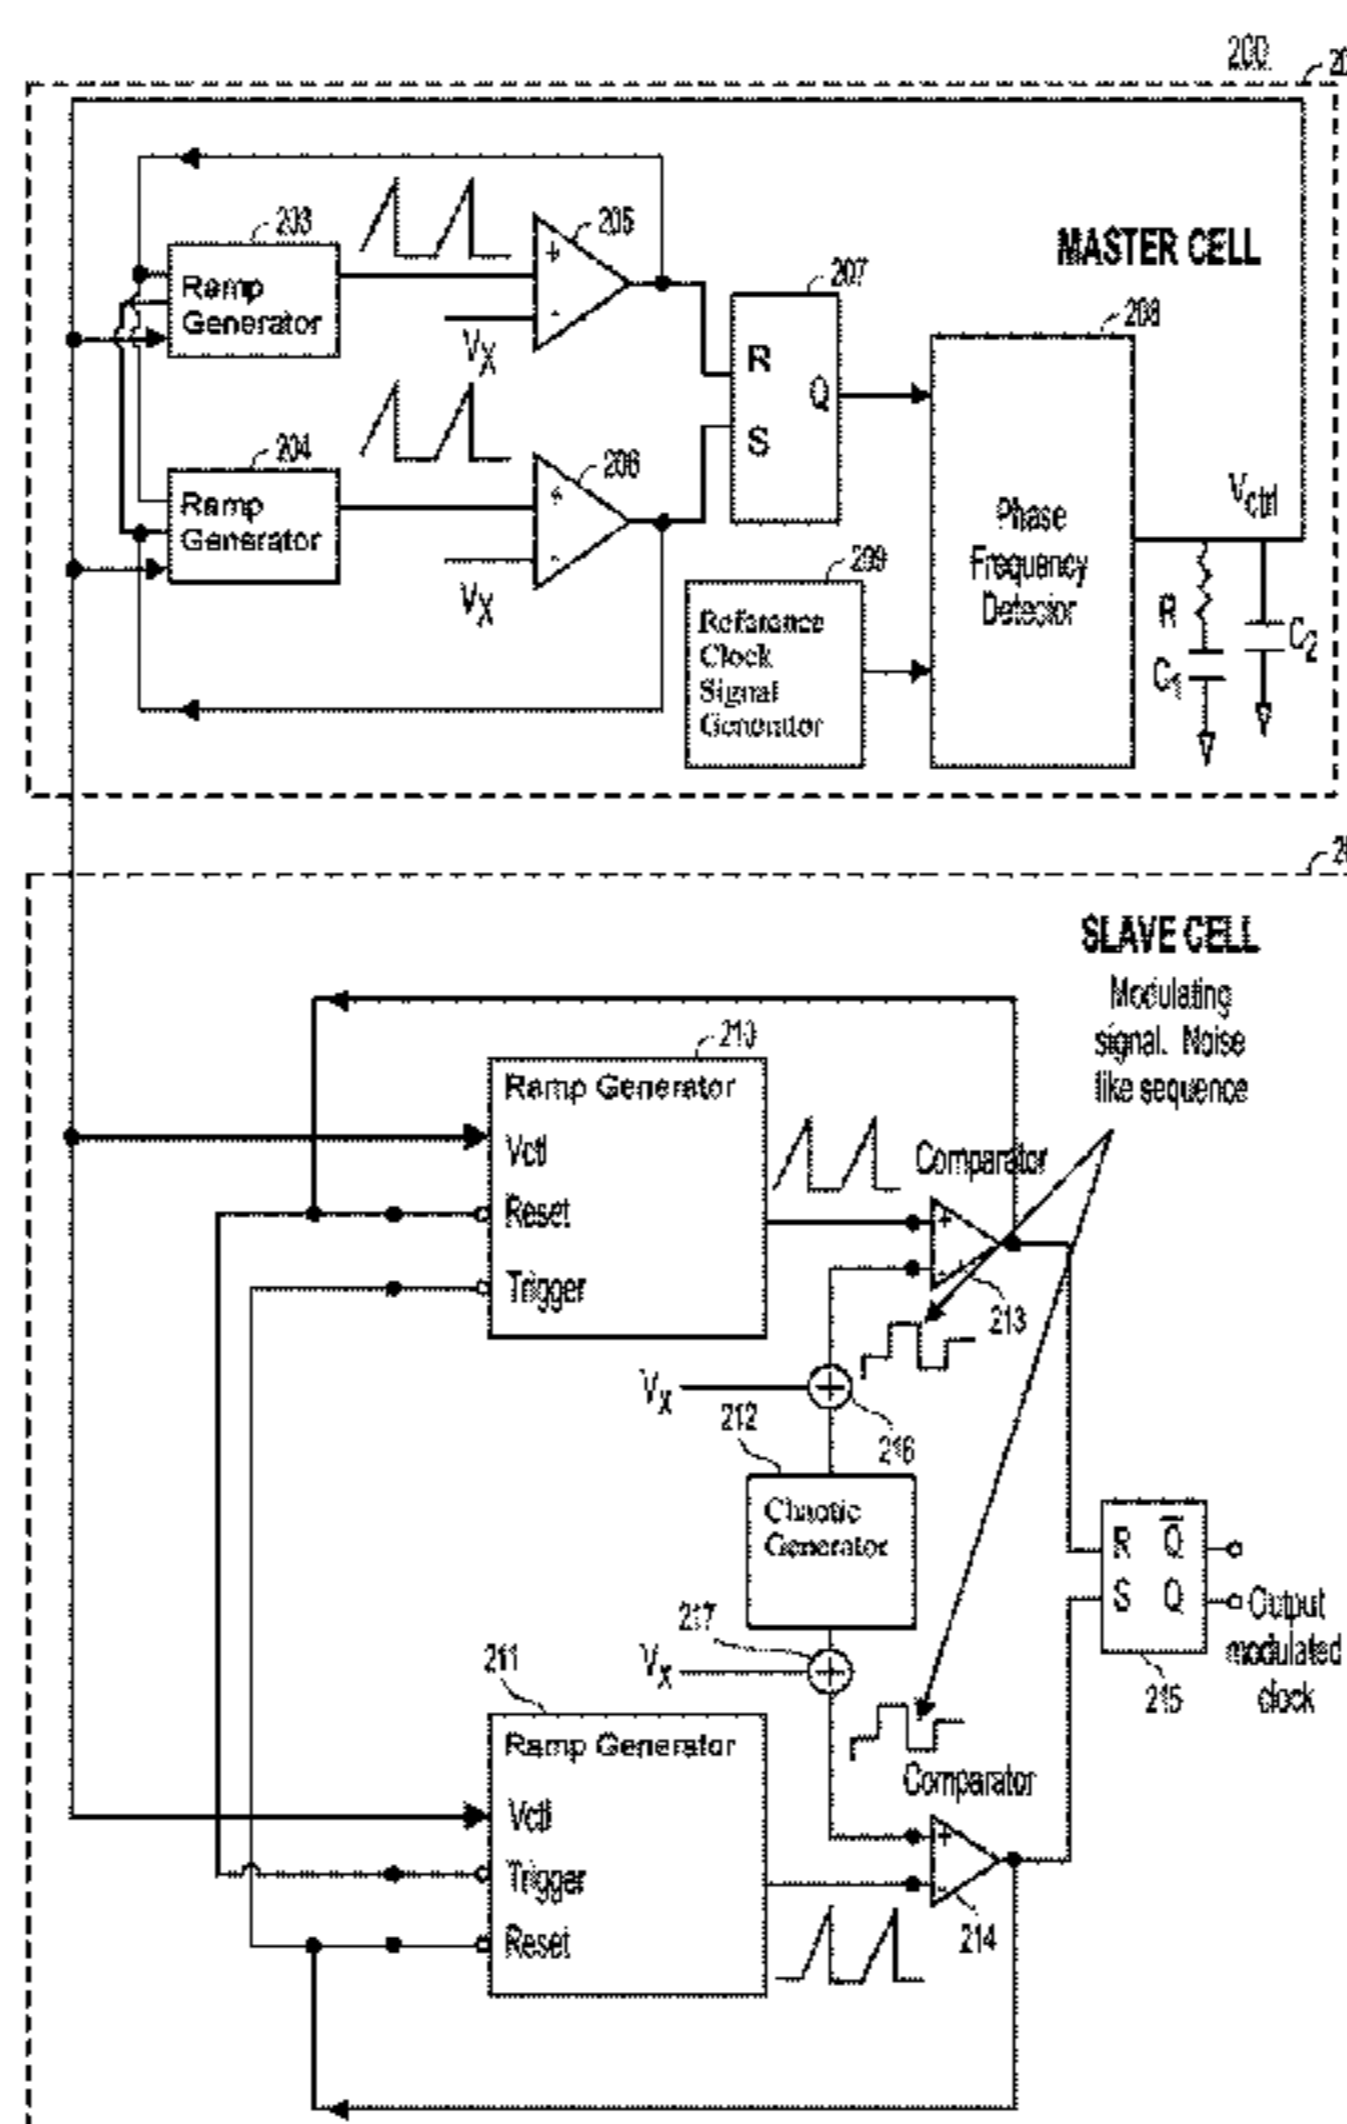 200
203
Ramp
Generator
205
+
-
VX
MASTER CELL
207
R
S
Q
208
Phase
Frequency
Detector
204
Ramp
Generator
206
+
-
VX
209
Reference
Clock
Signal
Generator
Vctrl
R
C1
C2
SLAVE CELL
Modulating
signal. Noise
like sequence
210
Ramp Generator
Vctl
Reset
Trigger
Comparator
+
-
213
VX
+
216
212
Chaotic
Generator
217
VX
+
R Q
S Q
Output
modulated
clock
215
211
Ramp Generator
Vctl
Trigger
Reset
Comparator
+
-
214